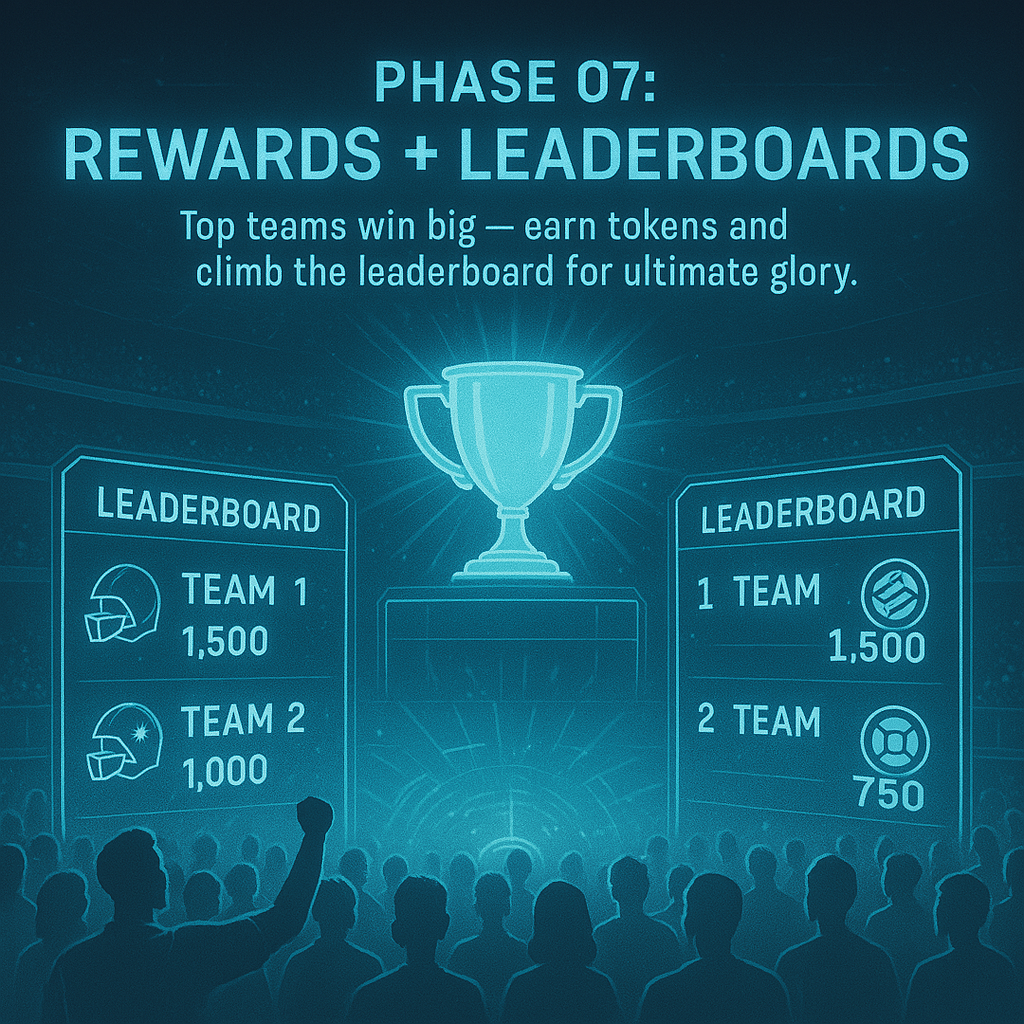 PHASE 07:
REWARDS + LEADERBOARDS
Top teams win big — earn tokens and
climb the leaderboard for ultimate glory.
LEADERBOARD
TEAM 1
1,500
TEAM 2
1,000
LEADERBOARD
1 TEAM
1,500
2 TEAM
750